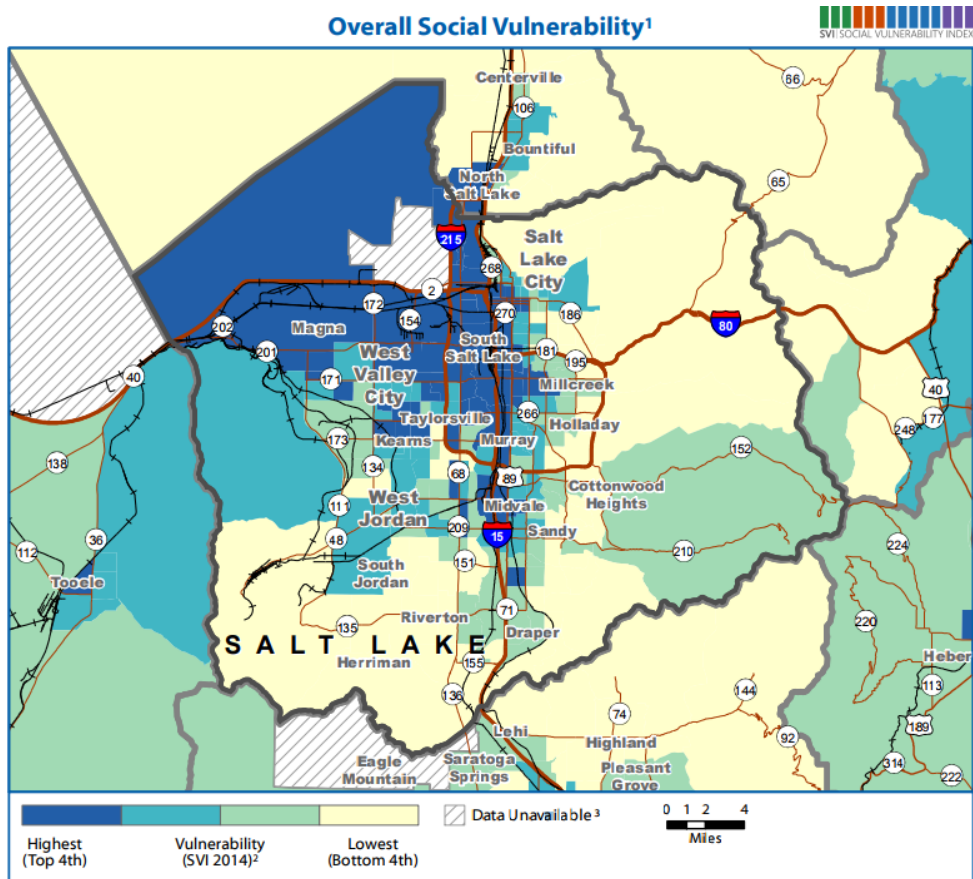 Overall Social Vulnerability¹
SVI|SOCIAL VULNERABILITY INDEX
Centerville
66
106
Bountiful
North
Salt Lake
65
215
Salt
Lake
City
268
2
172
270
186
202
Magna
154
80
South
Salt Lake
181
195
201
West
Valley
City
171
Millcreek
40
40
177
248
Taylorsville
266
Holladay
173
Kearns
Murray
152
138
134
68
89
Cottonwood
Heights
West
Jordan
111
Midvale
209
Sandy
15
36
48
210
224
112
151
South
Jordan
Tooele
71
Riverton
220
135
Draper
SALT LAKE
Herriman
155
Heber
113
136
144
74
189
Lehi
92
Highland
Eagle
Mountain
Saratoga
Springs
Pleasant
Grove
314
222
Highest
(Top 4th)
Vulnerability
(SVI 2014)²
Lowest
(Bottom 4th)
Data Unavailable³
0 1 2 4
Miles